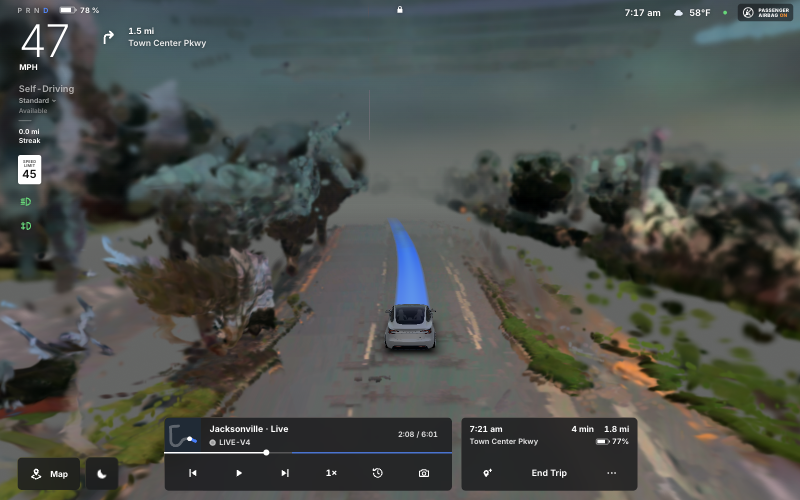 P R N D 78 %
47
MPH
1.5 mi
Town Center Pkwy
7:17 am
58°F
PASSENGER
AIRBAG ON
Self-Driving
Standard
Available
0.0 mi
Streak
SPEED
LIMIT
45
Jacksonville · Live
LIVE-V4
2:08 / 6:01
1×
7:21 am
4 min 1.8 mi
Town Center Pkwy
77%
Map
End Trip